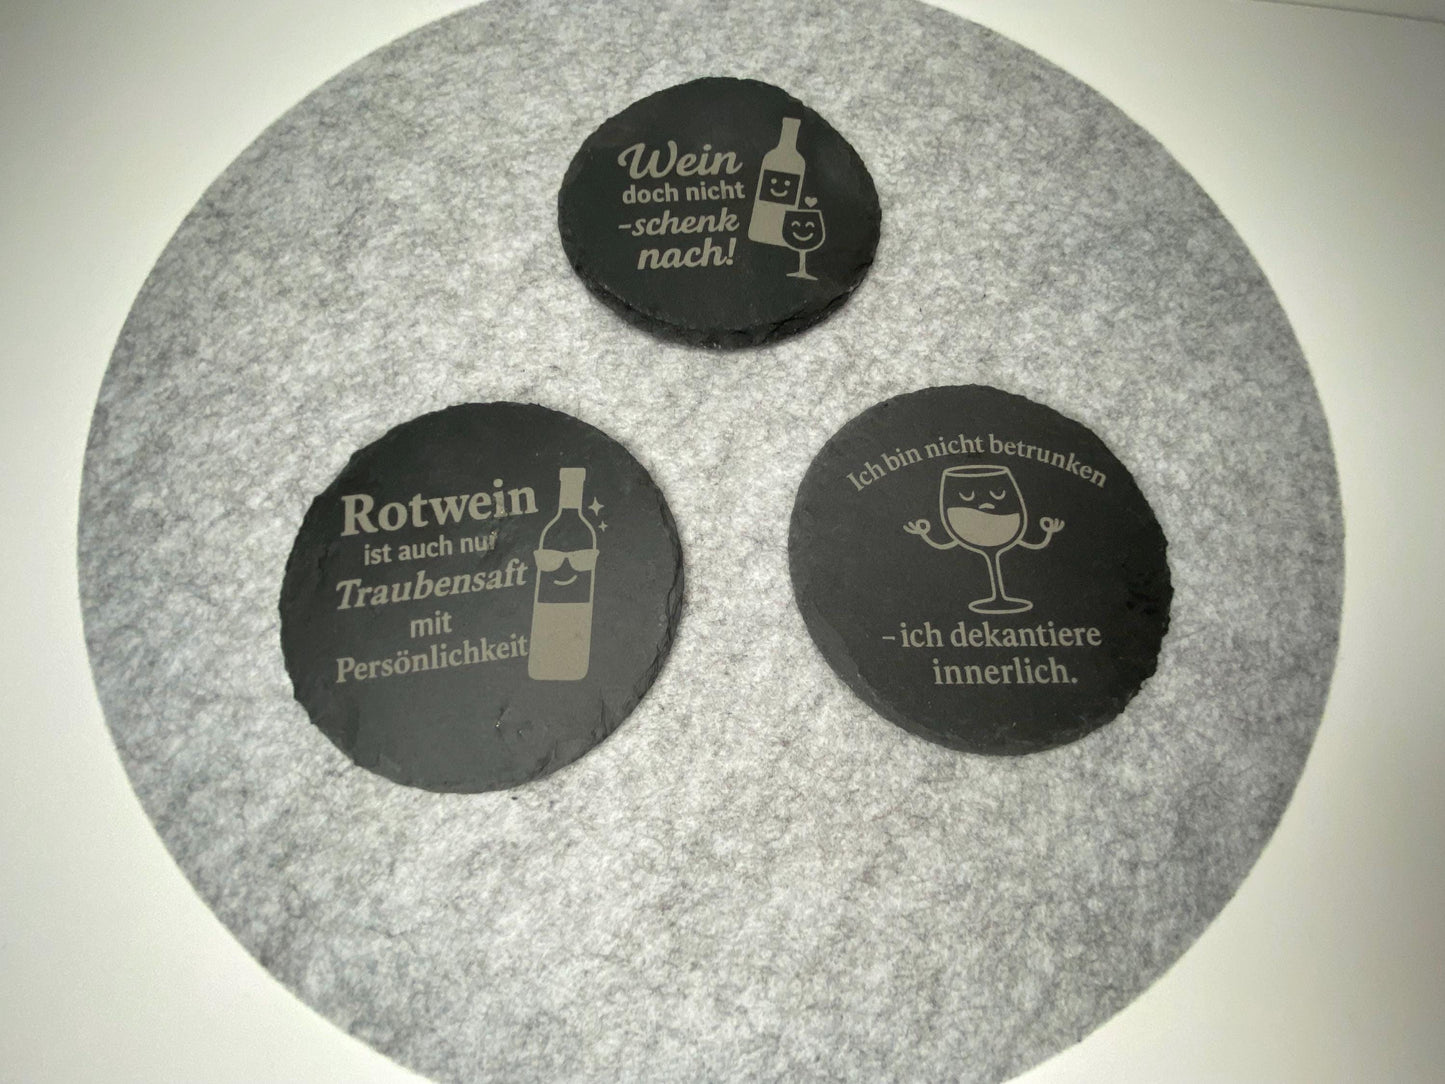 Wein
doch nicht
-schenk
nach!
Rotwein
ist auch nur
Traubensaft
mit
Persönlichkeit
Ich bin nicht betrunken
- ich dekantiere
innerlich.